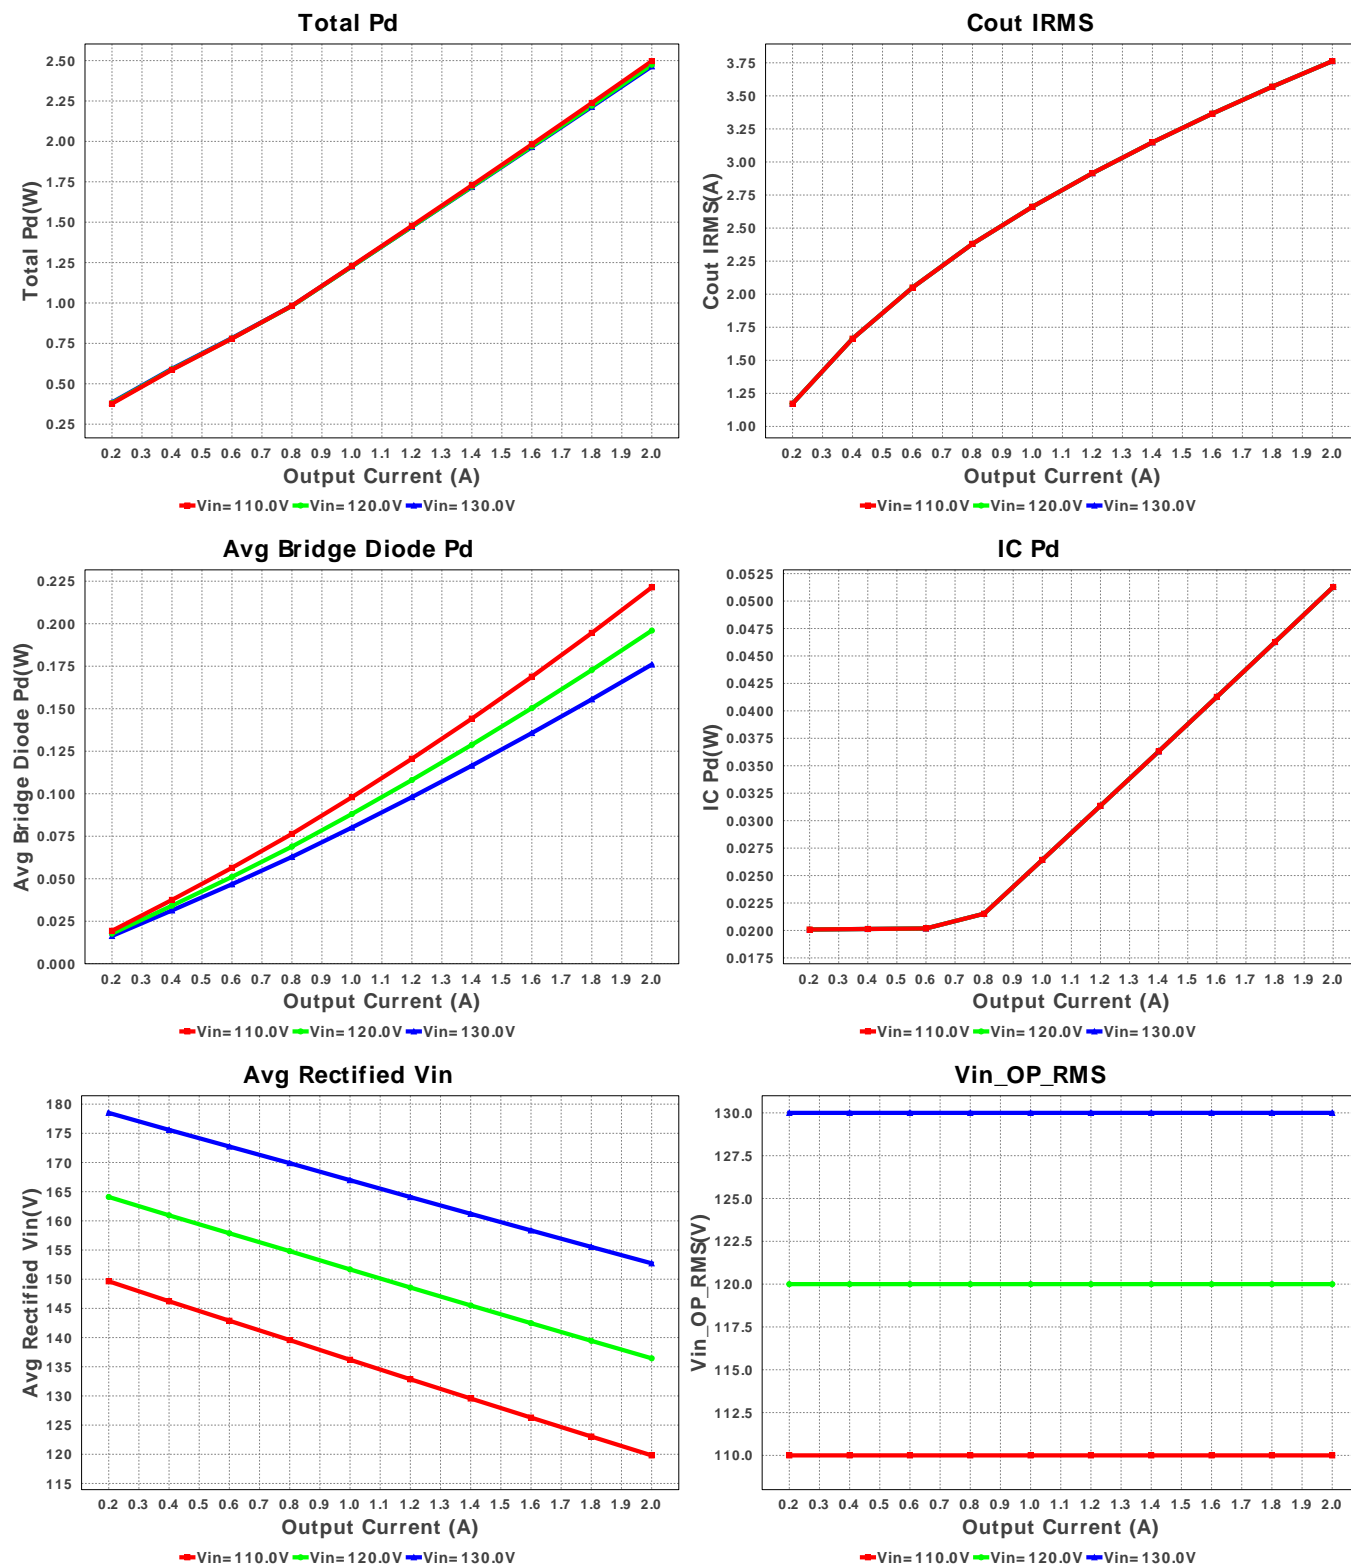 Total Pd
Total Pd(W)
2.50
2.25
2.00
1.75
1.50
1.25
1.00
0.75
0.50
0.25
0.2 0.3 0.4 0.5 0.6 0.7 0.8 0.9 1.0 1.1 1.2 1.3 1.4 1.5 1.6 1.7 1.8 1.9 2.0
Output Current (A)
Vin=110.0V Vin=120.0V Vin=130.0V
Cout IRMS
Cout IRMS(A)
3.75
3.50
3.25
3.00
2.75
2.50
2.25
2.00
1.75
1.50
1.25
1.00
0.2 0.3 0.4 0.5 0.6 0.7 0.8 0.9 1.0 1.1 1.2 1.3 1.4 1.5 1.6 1.7 1.8 1.9 2.0
Output Current (A)
Vin=110.0V Vin=120.0V Vin=130.0V
Avg Bridge Diode Pd
Avg Bridge Diode Pd(W)
0.225
0.200
0.175
0.150
0.125
0.100
0.075
0.050
0.025
0.000
0.2 0.3 0.4 0.5 0.6 0.7 0.8 0.9 1.0 1.1 1.2 1.3 1.4 1.5 1.6 1.7 1.8 1.9 2.0
Output Current (A)
Vin=110.0V Vin=120.0V Vin=130.0V
IC Pd
IC Pd(W)
0.0525
0.0500
0.0475
0.0450
0.0425
0.0400
0.0375
0.0350
0.0325
0.0300
0.0275
0.0250
0.0225
0.0200
0.0175
0.2 0.3 0.4 0.5 0.6 0.7 0.8 0.9 1.0 1.1 1.2 1.3 1.4 1.5 1.6 1.7 1.8 1.9 2.0
Output Current (A)
Vin=110.0V Vin=120.0V Vin=130.0V
Avg Rectified Vin
Avg Rectified Vin(V)
180
175
170
165
160
155
150
145
140
135
130
125
120
115
0.2 0.3 0.4 0.5 0.6 0.7 0.8 0.9 1.0 1.1 1.2 1.3 1.4 1.5 1.6 1.7 1.8 1.9 2.0
Output Current (A)
Vin=110.0V Vin=120.0V Vin=130.0V
Vin_OP_RMS
Vin_OP_RMS(V)
130.0
127.5
125.0
122.5
120.0
117.5
115.0
112.5
110.0
0.2 0.3 0.4 0.5 0.6 0.7 0.8 0.9 1.0 1.1 1.2 1.3 1.4 1.5 1.6 1.7 1.8 1.9 2.0
Output Current (A)
Vin=110.0V Vin=120.0V Vin=130.0V